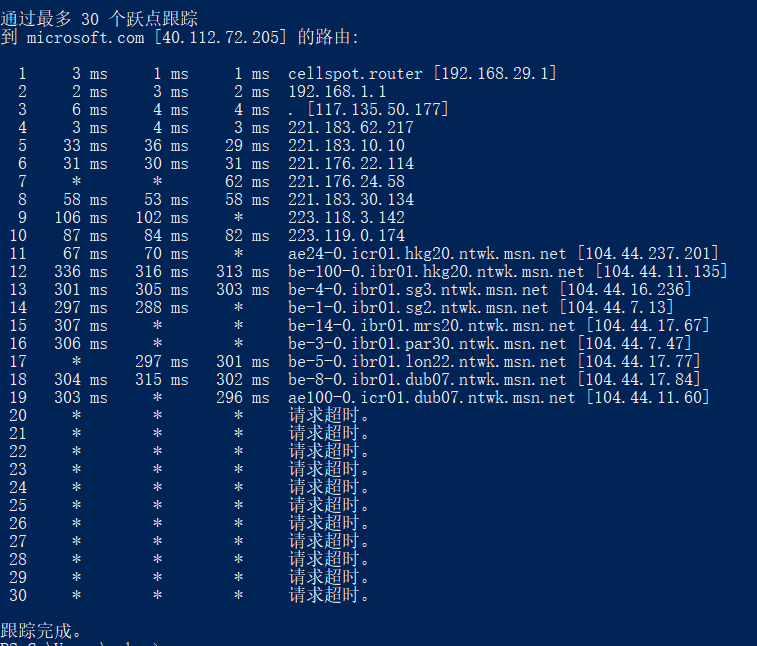 通过最多 30 个跃点跟踪
到 microsoft.com [40.112.72.205] 的路由:
1 3 ms 1 ms 1 ms cellspot.router [192.168.29.1]
2 2 ms 3 ms 2 ms 192.168.1.1
3 6 ms 4 ms 4 ms . [117.135.50.177]
4 3 ms 4 ms 3 ms 221.183.62.217
5 33 ms 36 ms 29 ms 221.183.10.10
6 31 ms 30 ms 31 ms 221.176.22.114
7 * * 62 ms 221.176.24.58
8 58 ms 53 ms 58 ms 221.183.30.134
9 106 ms 102 ms * 223.118.3.142
10 87 ms 84 ms 82 ms 223.119.0.174
11 67 ms 70 ms * ae24-0.icr01.hkg20.ntwk.msn.net [104.44.237.201]
12 336 ms 316 ms 313 ms be-100-0.ibr01.hkg20.ntwk.msn.net [104.44.11.135]
13 301 ms 305 ms 303 ms be-4-0.ibr01.sg3.ntwk.msn.net [104.44.16.236]
14 297 ms 288 ms * be-1-0.ibr01.sg2.ntwk.msn.net [104.44.7.13]
15 307 ms * * be-14-0.ibr01.mrs20.ntwk.msn.net [104.44.17.67]
16 306 ms * * be-3-0.ibr01.par30.ntwk.msn.net [104.44.7.47]
17 * 297 ms 301 ms be-5-0.ibr01.lon22.ntwk.msn.net [104.44.17.77]
18 304 ms 315 ms 302 ms be-8-0.ibr01.dub07.ntwk.msn.net [104.44.17.84]
19 303 ms * 296 ms ae100-0.icr01.dub07.ntwk.msn.net [104.44.11.60]
20 * * * 请求超时。
21 * * * 请求超时。
22 * * * 请求超时。
23 * * * 请求超时。
24 * * * 请求超时。
25 * * * 请求超时。
26 * * * 请求超时。
27 * * * 请求超时。
28 * * * 请求超时。
29 * * * 请求超时。
30 * * * 请求超时。
跟踪完成。